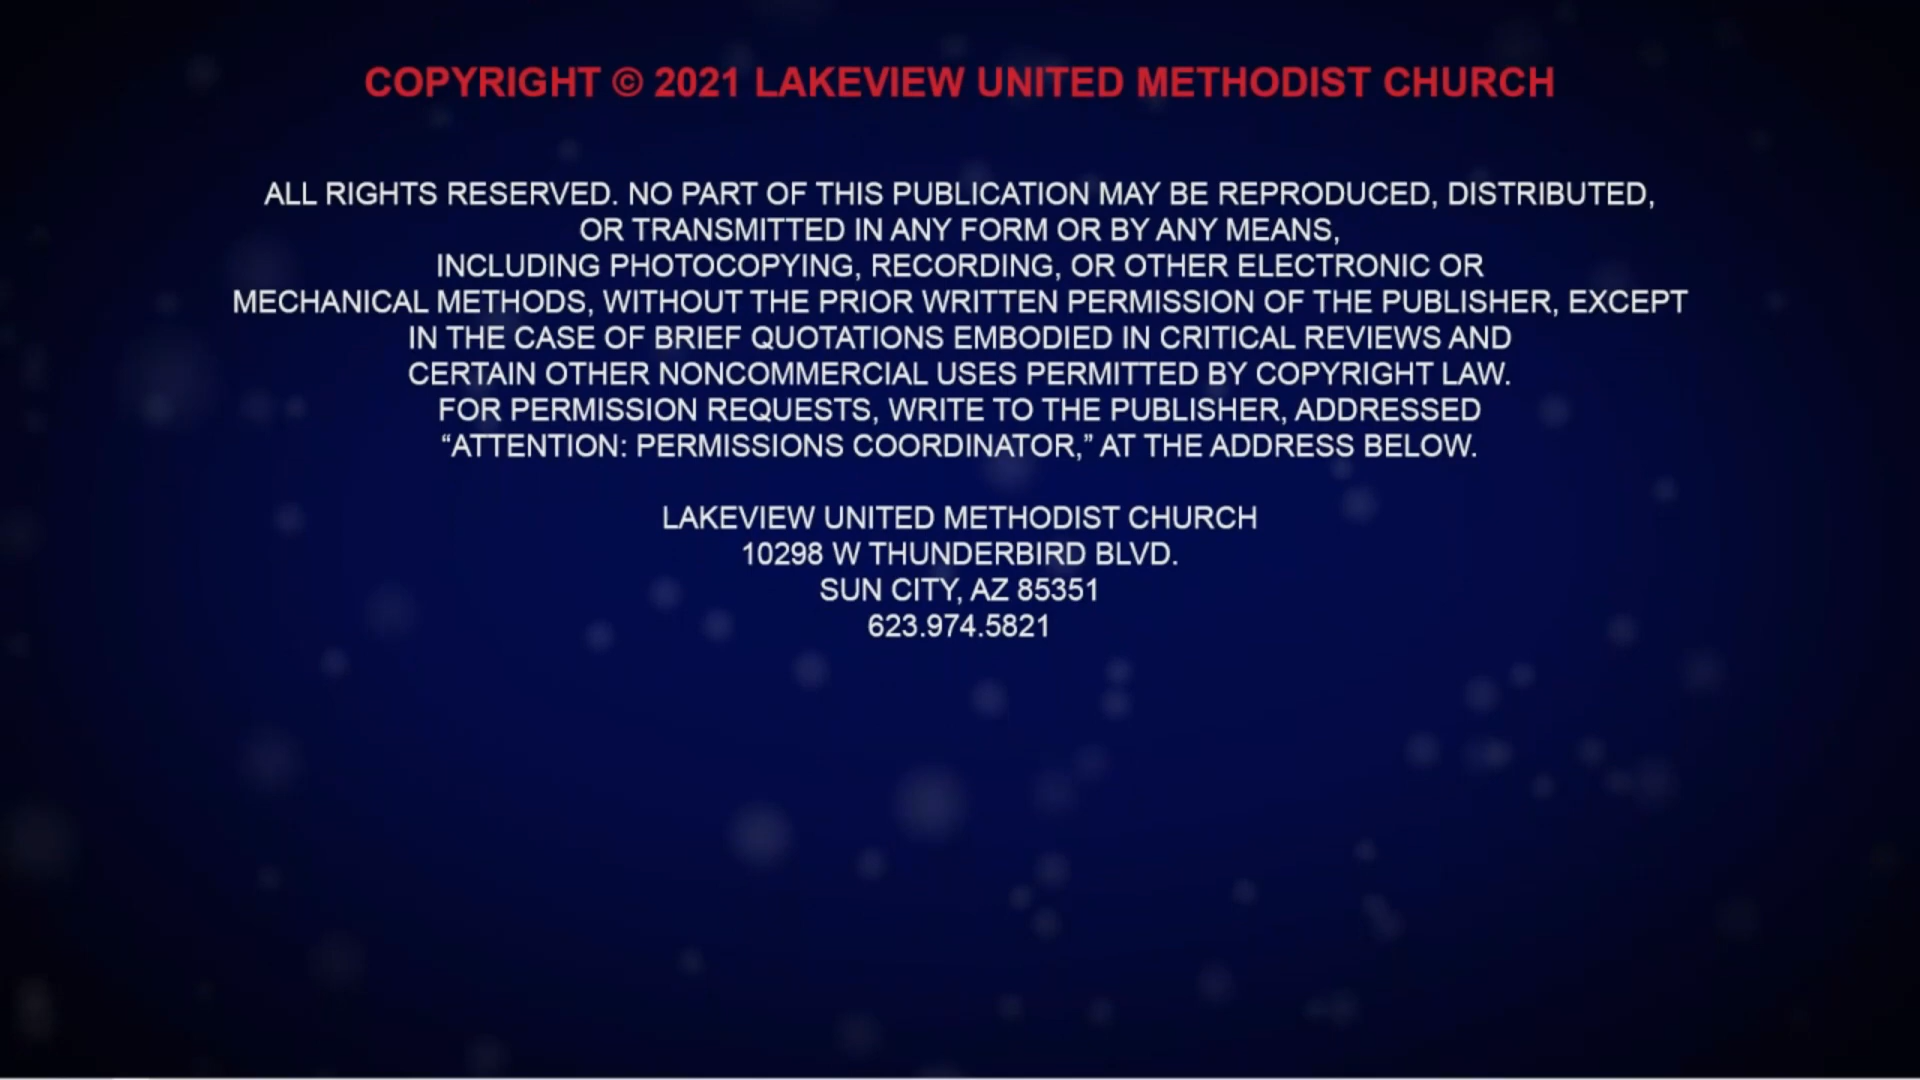 COPYRIGHT © 2021 LAKEVIEW UNITED METHODIST CHURCH
ALL RIGHTS RESERVED. NO PART OF THIS PUBLICATION MAY BE REPRODUCED, DISTRIBUTED,
OR TRANSMITTED IN ANY FORM OR BY ANY MEANS,
INCLUDING PHOTOCOPYING, RECORDING, OR OTHER ELECTRONIC OR
MECHANICAL METHODS, WITHOUT THE PRIOR WRITTEN PERMISSION OF THE PUBLISHER, EXCEPT
IN THE CASE OF BRIEF QUOTATIONS EMBODIED IN CRITICAL REVIEWS AND
CERTAIN OTHER NONCOMMERCIAL USES PERMITTED BY COPYRIGHT LAW.
FOR PERMISSION REQUESTS, WRITE TO THE PUBLISHER, ADDRESSED
“ATTENTION: PERMISSIONS COORDINATOR,” AT THE ADDRESS BELOW.
LAKEVIEW UNITED METHODIST CHURCH
10298 W THUNDERBIRD BLVD.
SUN CITY, AZ 85351
623.974.5821